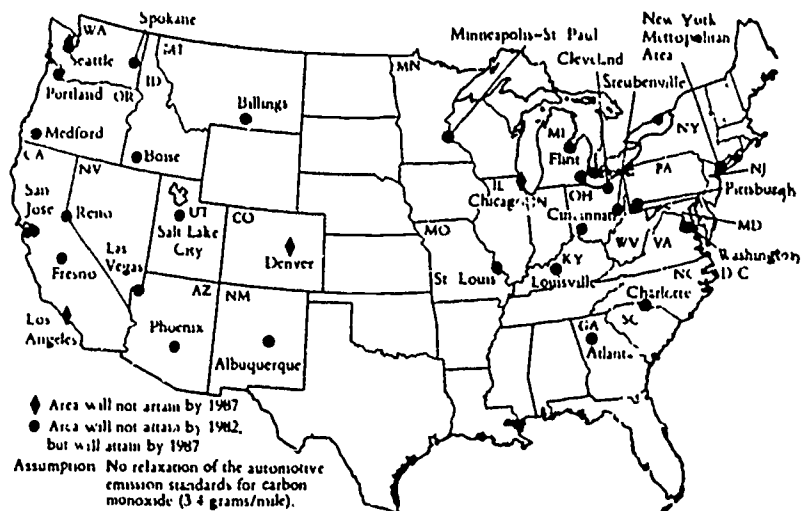 Spokane
WA
Seattle
MT
ID
Portland
OR
Billings
Medford
Boise
CA
NV
San
Jose
Reno
UT
Salt Lake
City
CO
Denver
Las
Vegas
Fresno
Los
Angeles
AZ
Phoenix
NM
Albuquerque
Minneapolis-St Paul
MN
New York
Metropolitan
Area
Cleveland
Steubenville
MI
Flint
NY
IL
Chicago
IN
OH
PA
NJ
Pittsburgh
Cincinnati
MO
WV
VA
MD
Washington
D C
St Louis
KY
Louisville
NC
Charlotte
SC
GA
Atlanta
Area will not attain by 1987
Area will not attain by 1982,
but will attain by 1987
Assumption No relaxation of the automotive
emission standards for carbon
monoxide (3 4 grams/mile).